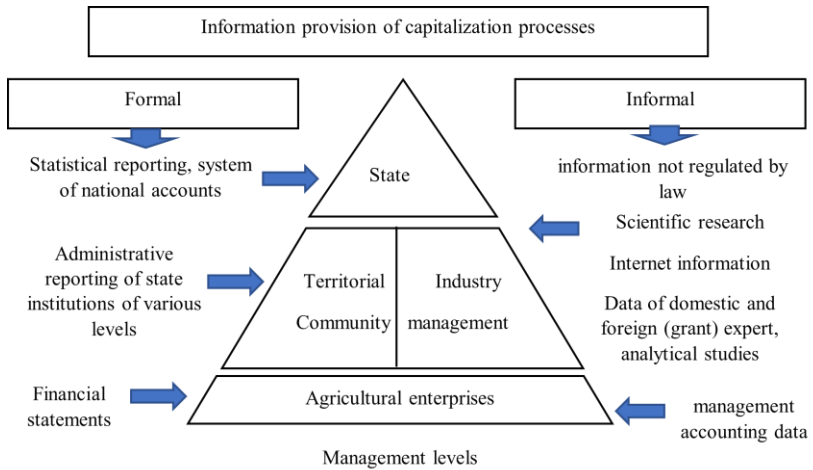 Information provision of capitalization processes
Formal
Informal
Statistical reporting, system
of national accounts
State
information not regulated by
law
Scientific research
Administrative
reporting of state
institutions of various
levels
Territorial
Community
Industry
management
Internet information
Data of domestic and
foreign (grant) expert,
analytical studies
Financial
statements
Agricultural enterprises
management
accounting data
Management levels